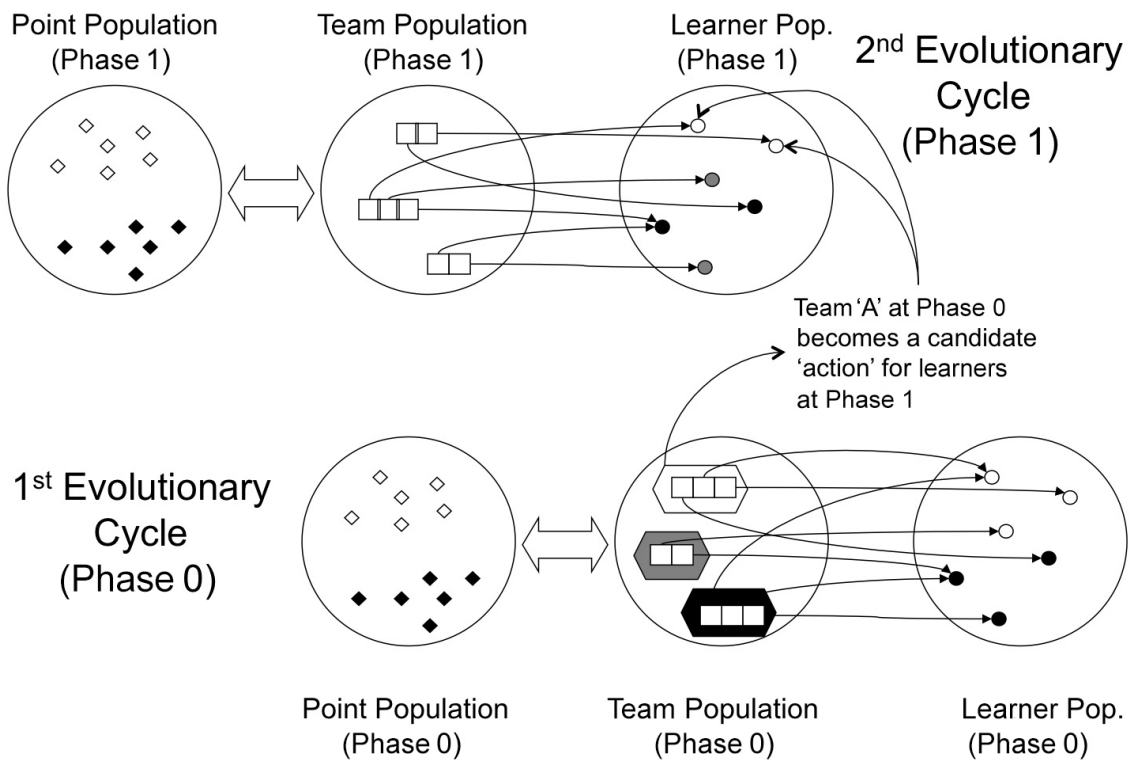 Point Population
(Phase 1)
Team Population
(Phase 1)
Learner Pop.
(Phase 1)
2nd Evolutionary
Cycle
(Phase 1)
Team ‘A’ at Phase 0
becomes a candidate
‘action’ for learners
at Phase 1
1st Evolutionary
Cycle
(Phase 0)
Point Population
(Phase 0)
Team Population
(Phase 0)
Learner Pop.
(Phase 0)